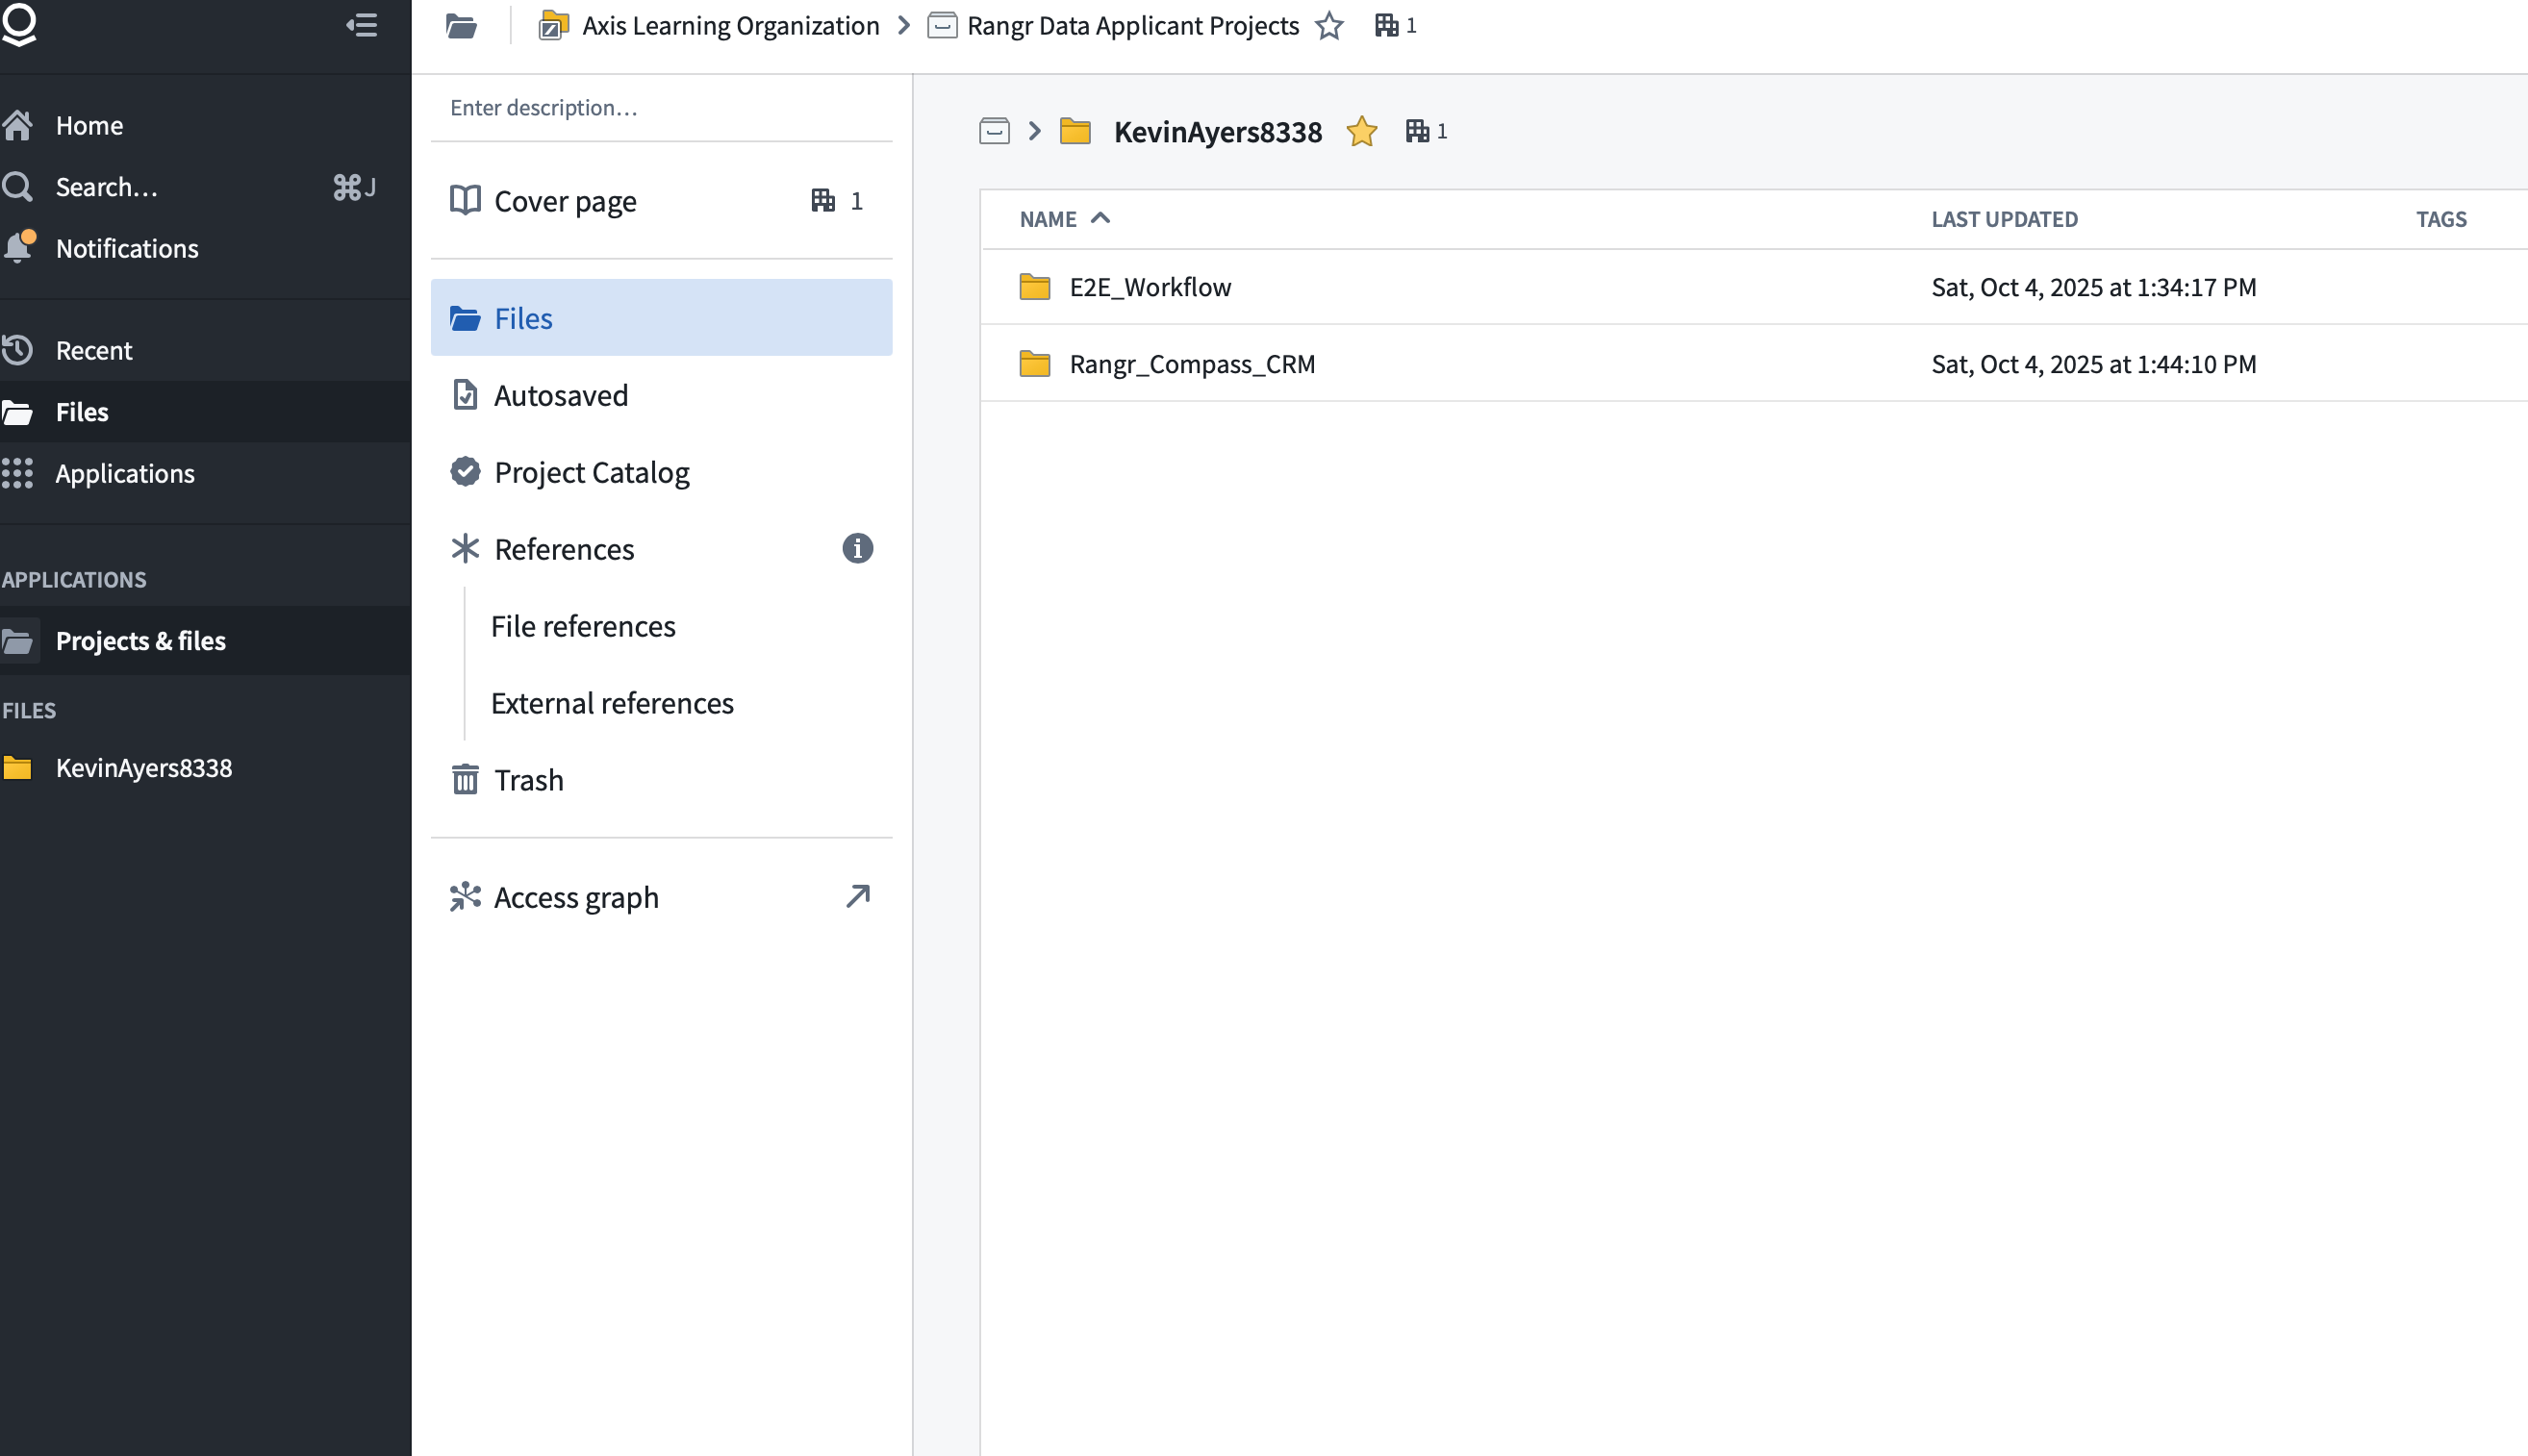 Home
Search…
⌘J
Notifications
Recent
Files
Applications
APPLICATIONS
Projects & files
FILES
KevinAyers8338
Axis Learning Organization
Rangr Data Applicant Projects
1
Enter description…
Cover page
1
Files
Autosaved
Project Catalog
References
File references
External references
Trash
Access graph
KevinAyers8338
1
NAME LAST UPDATED TAGS
E2E_Workflow Sat, Oct 4, 2025 at 1:34:17 PM
Rangr_Compass_CRM Sat, Oct 4, 2025 at 1:44:10 PM